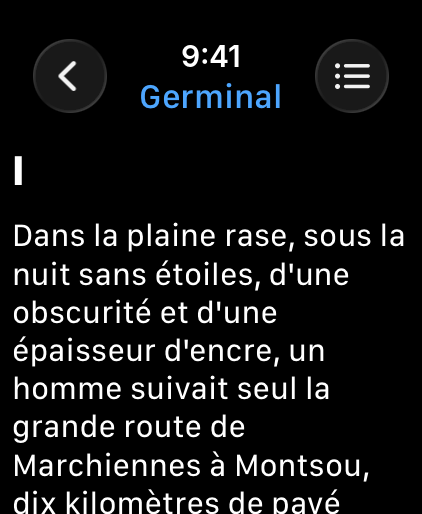 9:41
Germinal
I
Dans la plaine rase, sous la
nuit sans étoiles, d'une
obscurité et d'une
épaisseur d'encre, un
homme suivait seul la
grande route de
Marchiennes à Montsou,
dix kilomètres de pavé